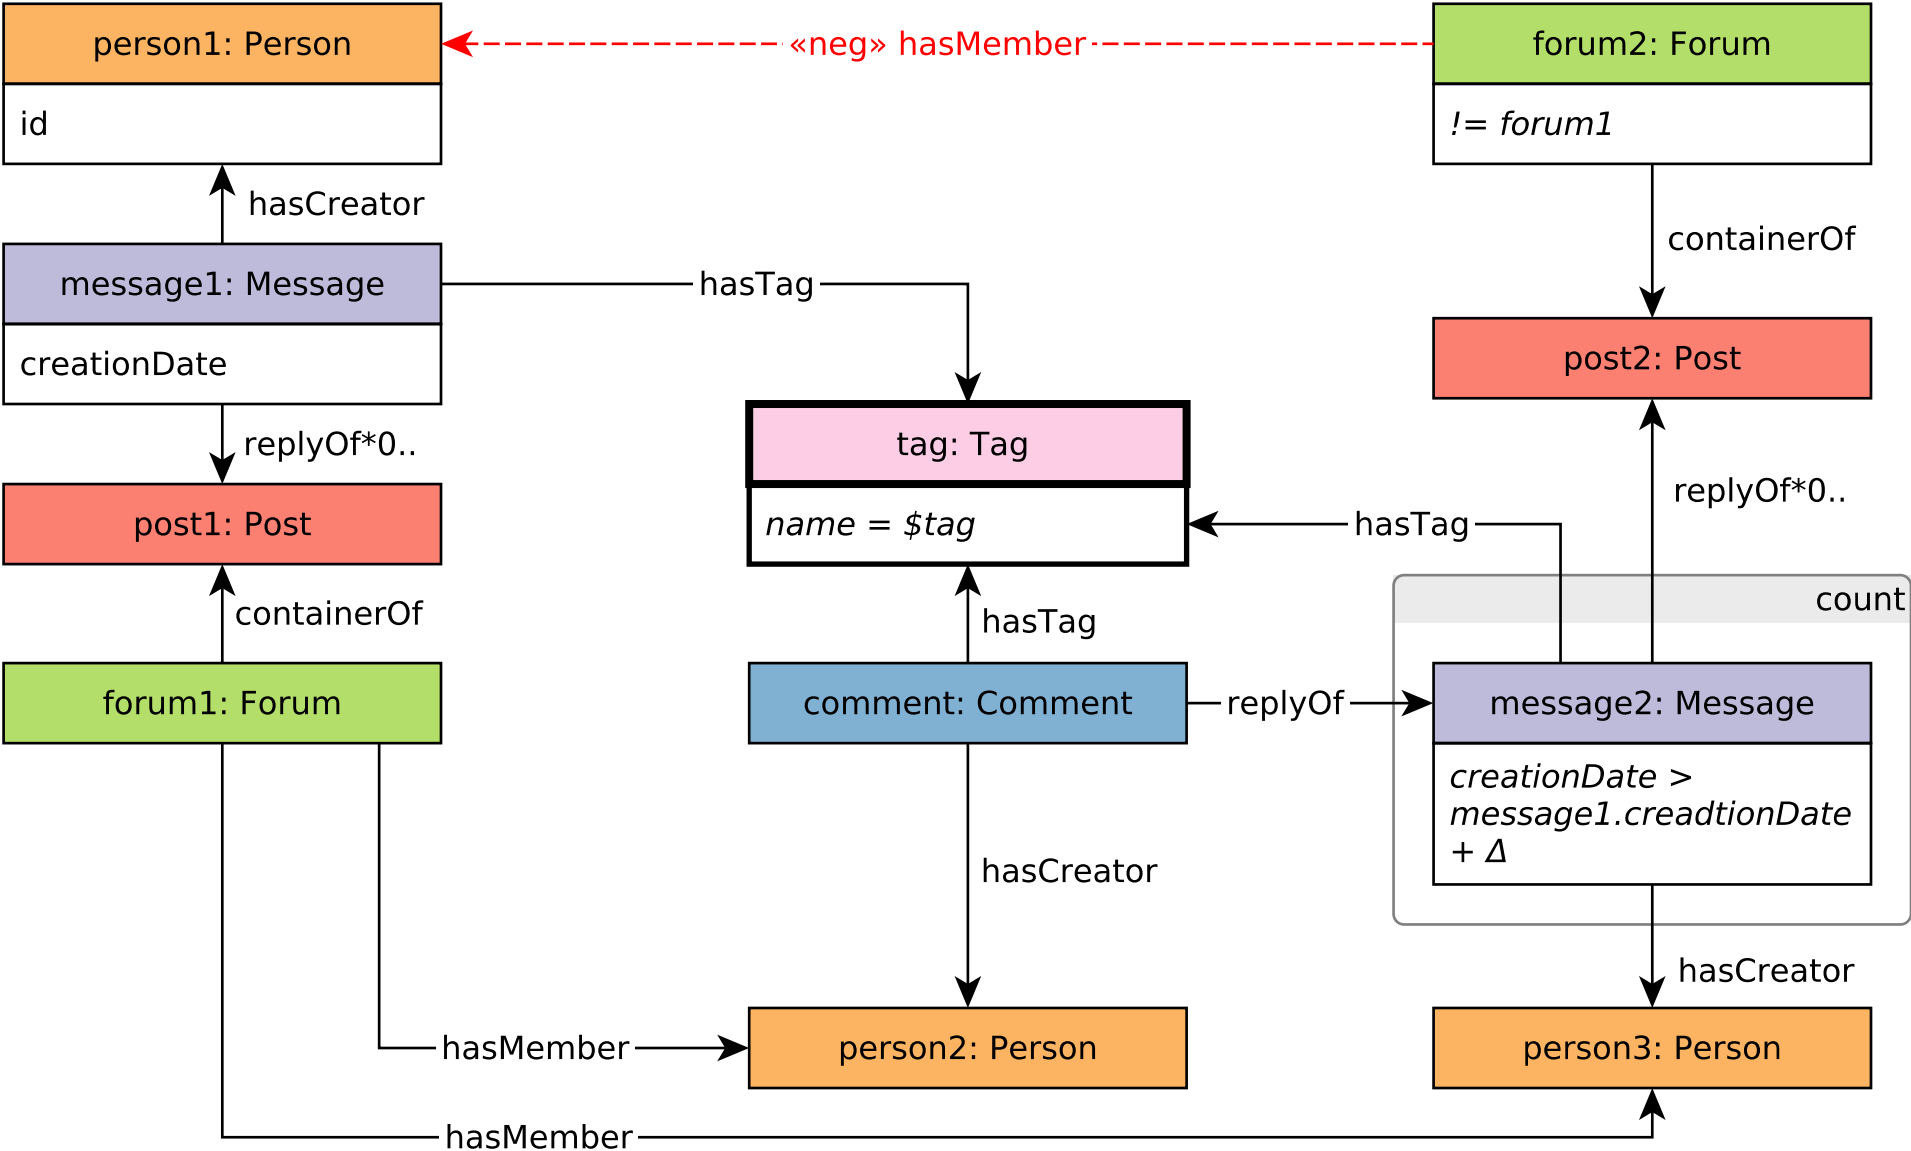 person1: Person
id
«neg» hasMember
forum2: Forum
!= forum1
hasCreator
containerOf
message1: Message
creationDate
hasTag
post2: Post
replyOf*0..
tag: Tag
name = $tag
replyOf*0..
post1: Post
hasTag
containerOf
hasTag
count
forum1: Forum
comment: Comment
replyOf
message2: Message
creationDate >
message1.creadtionDate
+ Δ
hasCreator
hasCreator
hasMember
person2: Person
person3: Person
hasMember